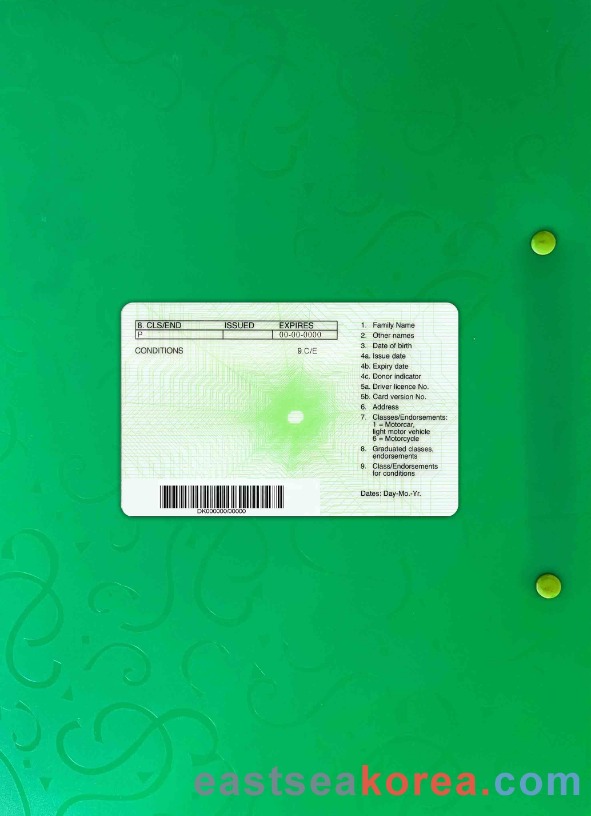 8. CLS/END ISSUED EXPIRES
P 00-00-0000
CONDITIONS 9.C/E
1. Family Name
2. Other names
3. Date of birth
4a. Issue date
4b. Expiry date
4c. Donor indicator
5a. Driver licence No.
5b. Card version No.
6. Address
7. Classes/Endorsements:
1 = Motorcar,
light motor vehicle
6 = Motorcycle
8. Graduated classes,
endorsements
9. Class/Endorsements
for conditions
Dates: Day-Mo.-Yr.
DK000000/00000
eastseakorea.com